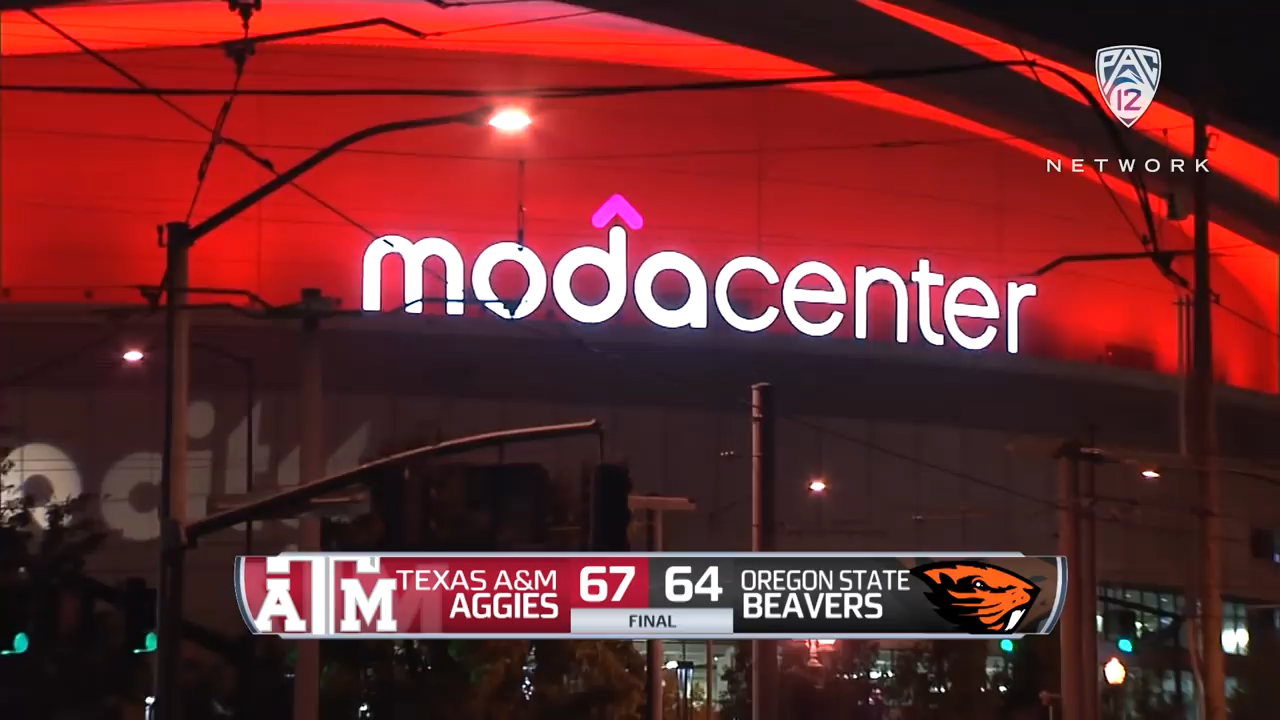 PAC
12
NETWORK
modacenter
ATM
TEXAS A&M
AGGIES
67
64
OREGON STATE
BEAVERS
FINAL